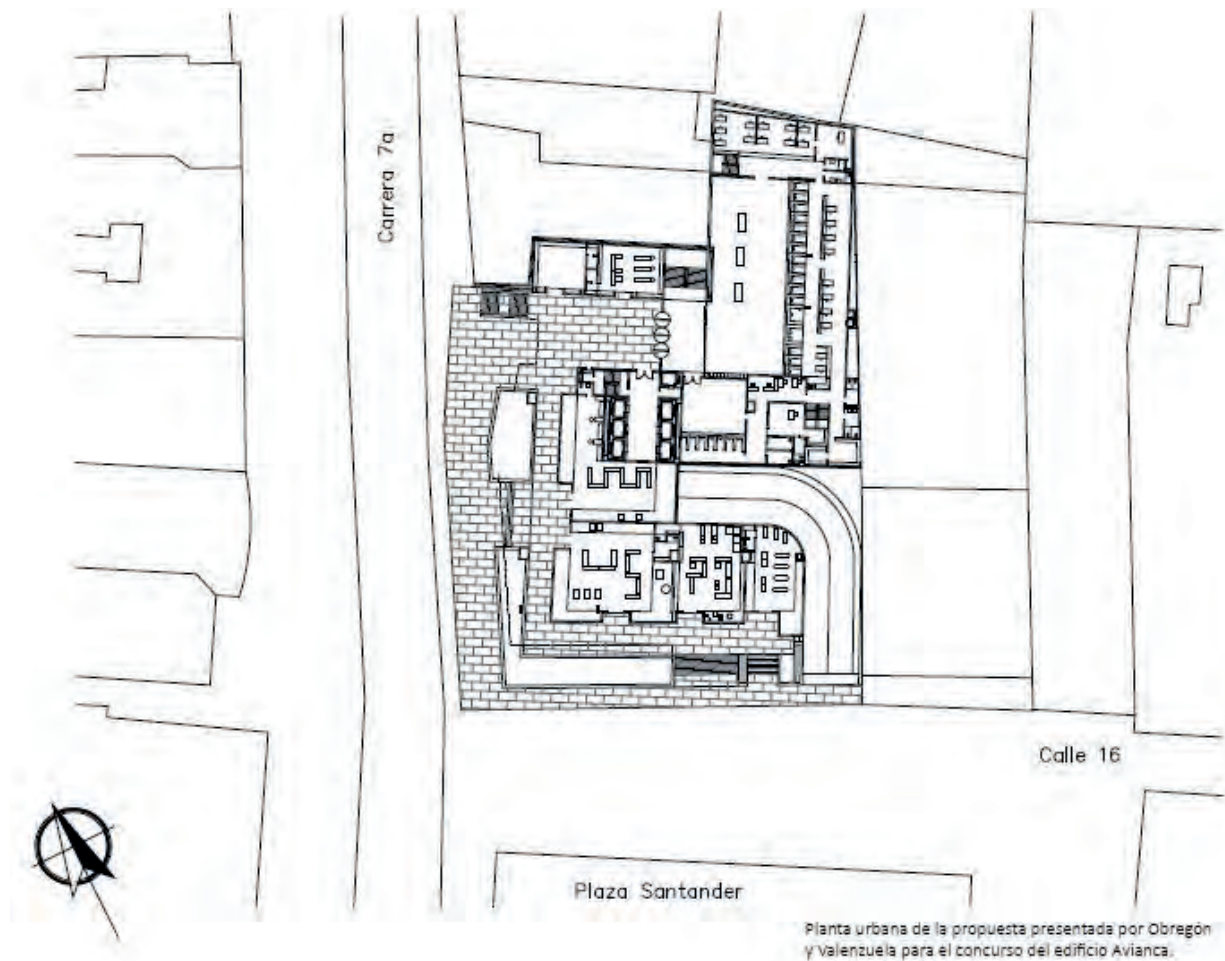 Carrera 7a
Calle 16
Plaza Santander
Planta urbana de la propuesta presentada por Obregón
y Valenzuela para el concurso del edificio Avianca.